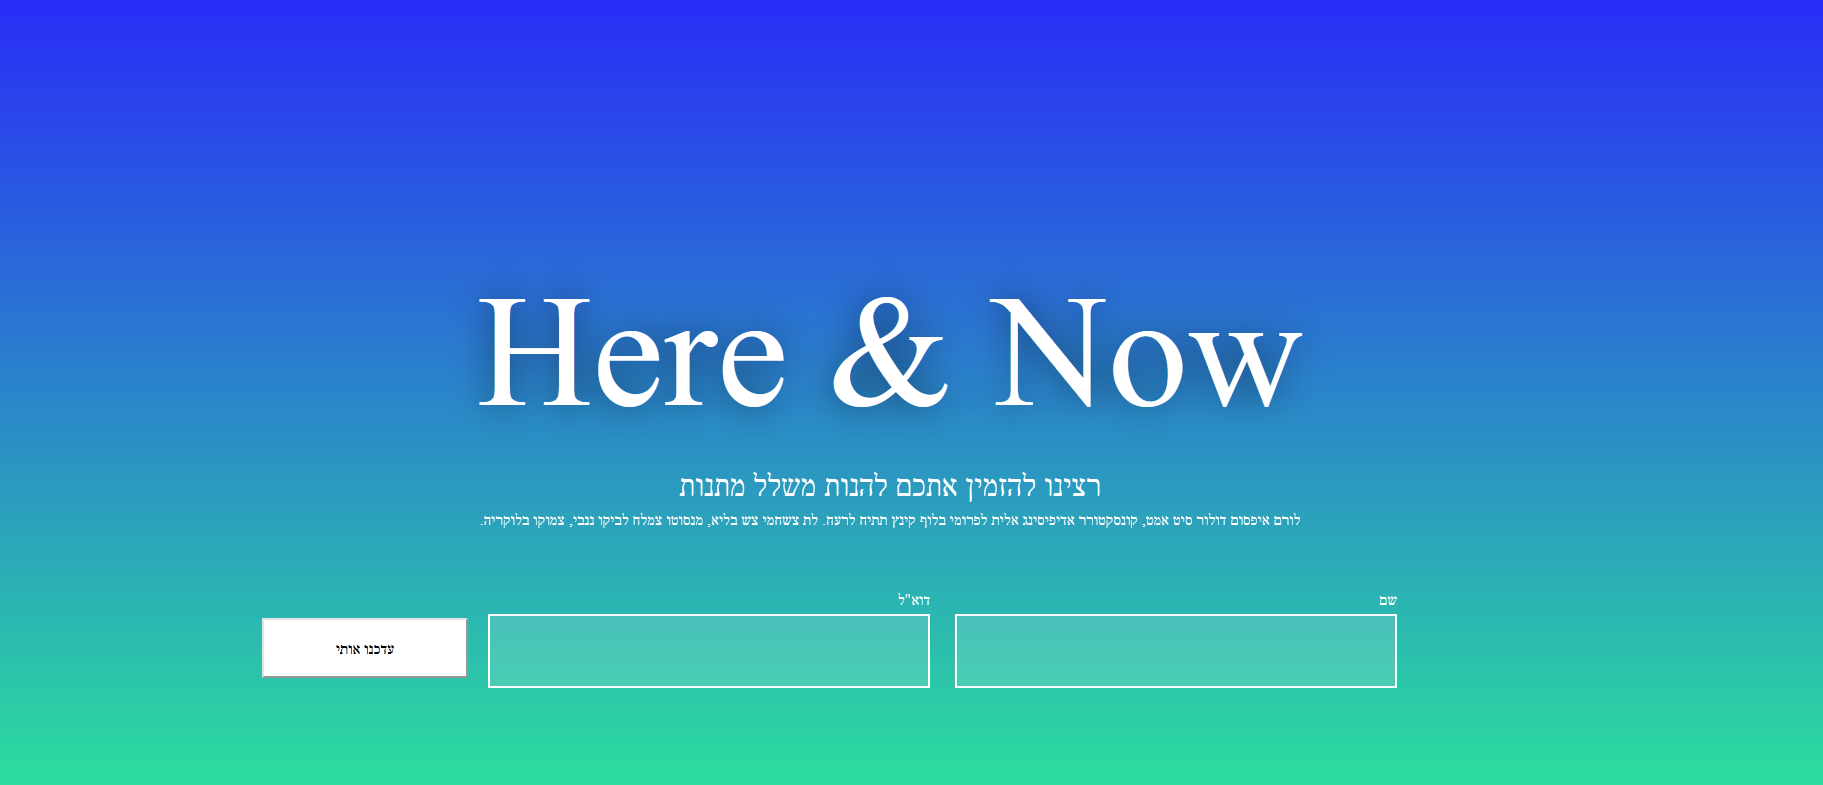 Here & Now
רצינו להזמין אתכם להנות משלל מתנות
לורם איפסום דולור סיט אמט, קונסקטורר אדיפיסינג אלית לפרומי בלוף קינץ תתיח לרעח. לת צשחמי צש בליא, מנסוטו צמלח לביקו ננבי, צמוקו בלוקריה.
שם
דוא"ל
עדכנו אותי